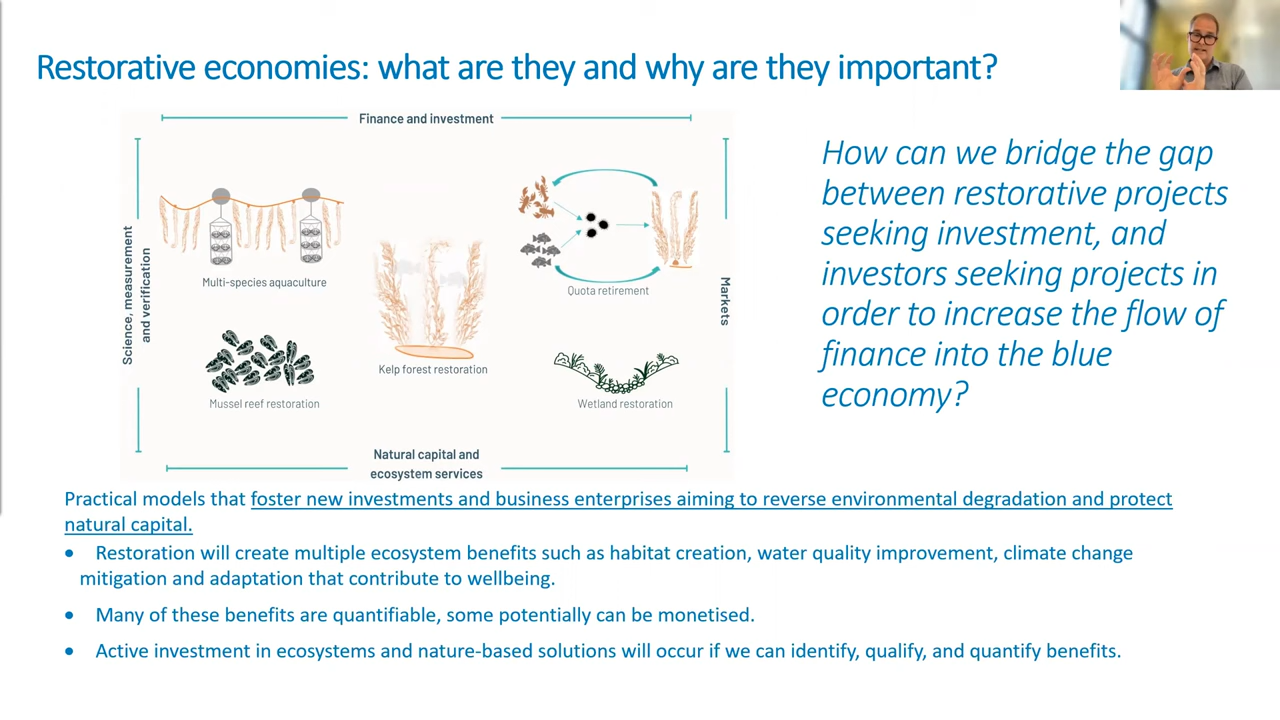 Restorative economies: what are they and why are they important?
Finance and investment
Science, measurement
and verification
Multi-species aquaculture
Quota retirement
Markets
Kelp forest restoration
Mussel reef restoration
Wetland restoration
Natural capital and
ecosystem services
How can we bridge the gap
between restorative projects
seeking investment, and
investors seeking projects in
order to increase the flow of
finance into the blue
economy?
Practical models that foster new investments and business enterprises aiming to reverse environmental degradation and protect
natural capital.
• Restoration will create multiple ecosystem benefits such as habitat creation, water quality improvement, climate change
mitigation and adaptation that contribute to wellbeing.
• Many of these benefits are quantifiable, some potentially can be monetised.
• Active investment in ecosystems and nature-based solutions will occur if we can identify, qualify, and quantify benefits.